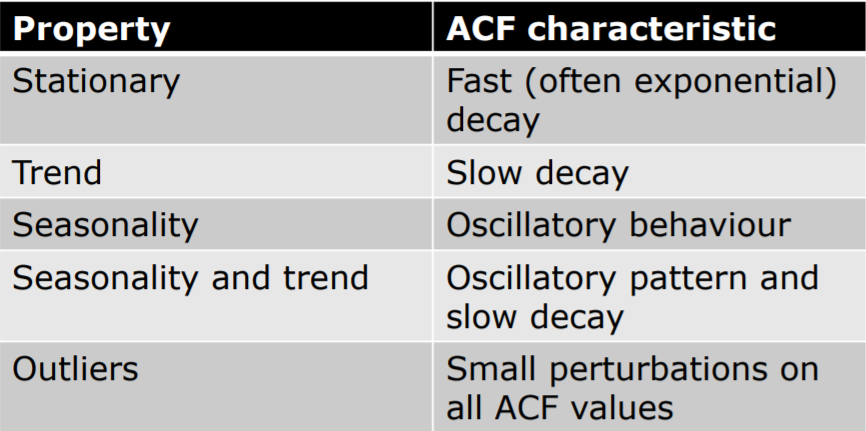 Property ACF characteristic
Stationary Fast (often exponential)
decay
Trend Slow decay
Seasonality Oscillatory behaviour
Seasonality and trend Oscillatory pattern and
slow decay
Outliers Small perturbations on
all ACF values